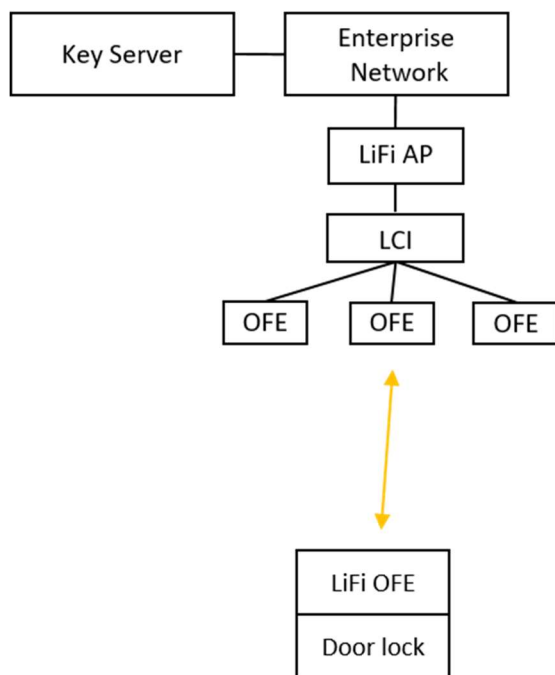 Key Server
Enterprise
Network
LiFi AP
LCI
OFE
OFE
OFE
LiFi OFE
Door lock